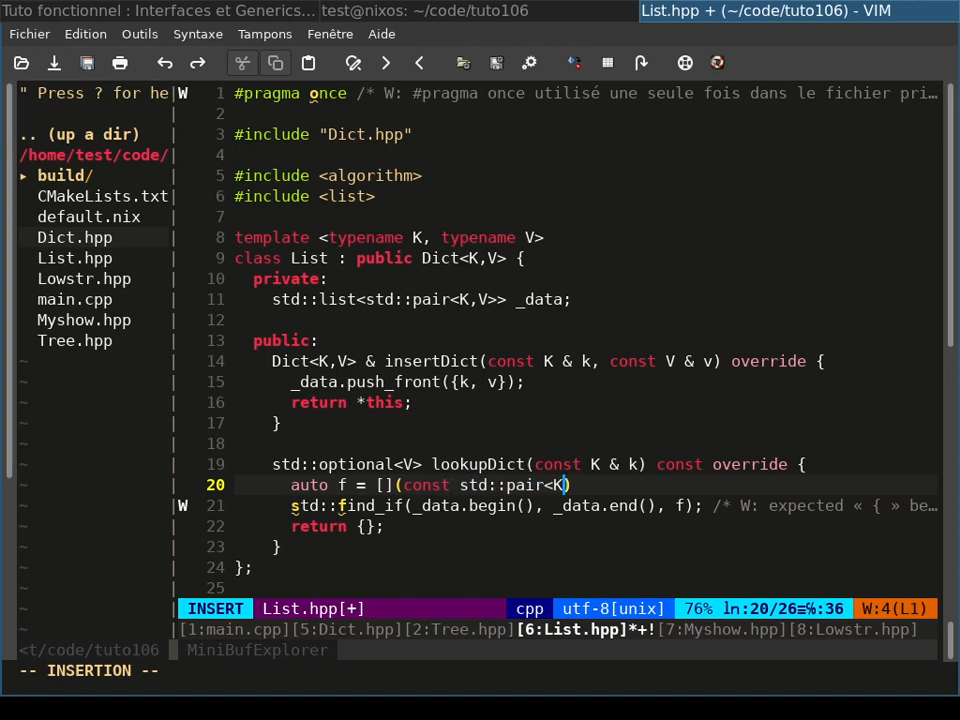 Tuto fonctionnel : Interfaces et Generics... test@nixos: ~/code/tuto106 List.hpp + (~/code/tuto106) - VIM
Fichier Edition Outils Syntaxe Tampons Fenêtre Aide
" Press ? for he
.. (up a dir)
/home/test/code/
▸ build/
CMakeLists.txt
default.nix
Dict.hpp
List.hpp
Lowstr.hpp
main.cpp
Myshow.hpp
Tree.hpp
W 1 #pragma once /* W: #pragma once utilisé une seule fois dans le fichier pri…
2
3 #include "Dict.hpp"
4
5 #include <algorithm>
6 #include <list>
7
8 template <typename K, typename V>
9 class List : public Dict<K,V> {
10 private:
11 std::list<std::pair<K,V>> _data;
12
13 public:
14 Dict<K,V> & insertDict(const K & k, const V & v) override {
15 _data.push_front({k, v});
16 return *this;
17 }
18
19 std::optional<V> lookupDict(const K & k) const override {
20 auto f = [](const std::pair<K)
W 21 std::find_if(_data.begin(), _data.end(), f); /* W: expected « { » be…
22 return {};
23 }
24 };
25
INSERT List.hpp[+] cpp utf-8[unix] 76% ln:20/26≡%:36 W:4(L1)
[1:main.cpp][5:Dict.hpp][2:Tree.hpp][6:List.hpp]*+![7:Myshow.hpp][8:Lowstr.hpp]
<t/code/tuto106 MiniBufExplorer
-- INSERTION --